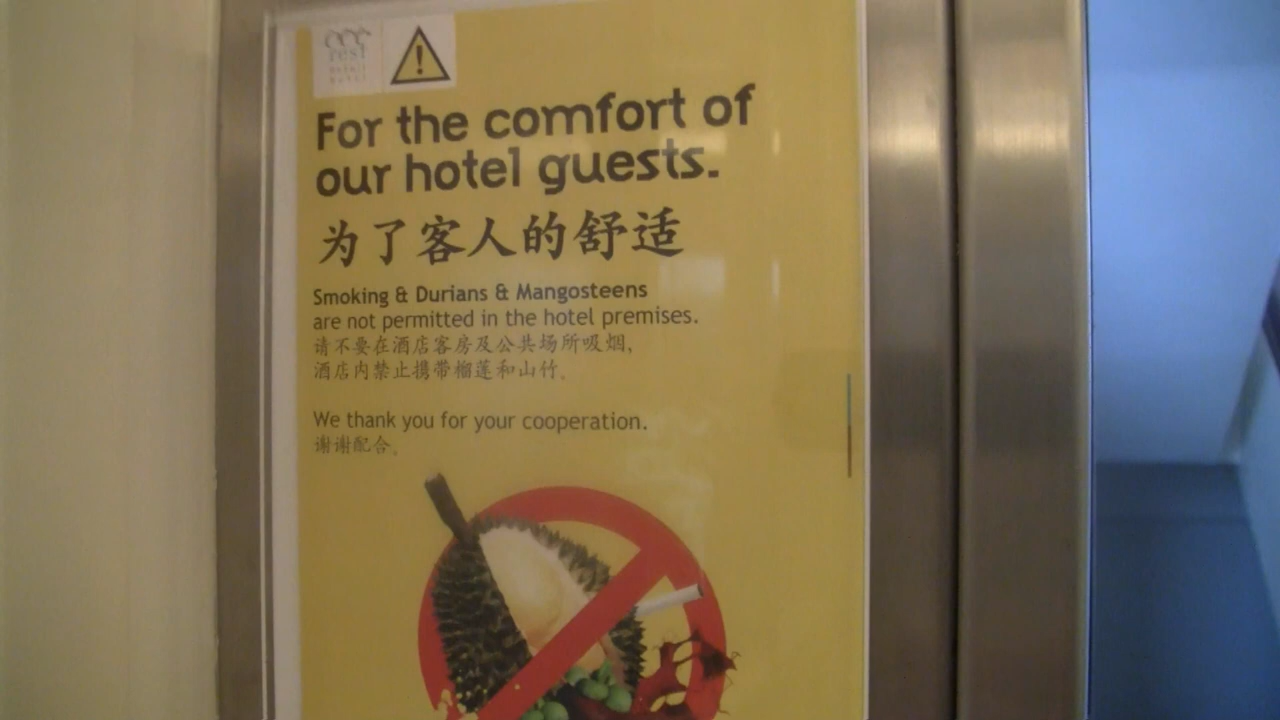 For the comfort of
our hotel guests.
为了客人的舒适
Smoking & Durians & Mangosteens
are not permitted in the hotel premises.
请不要在酒店客房及公共场所吸烟，
酒店内禁止携带榴莲和山竹。
We thank you for your cooperation.
谢谢配合。